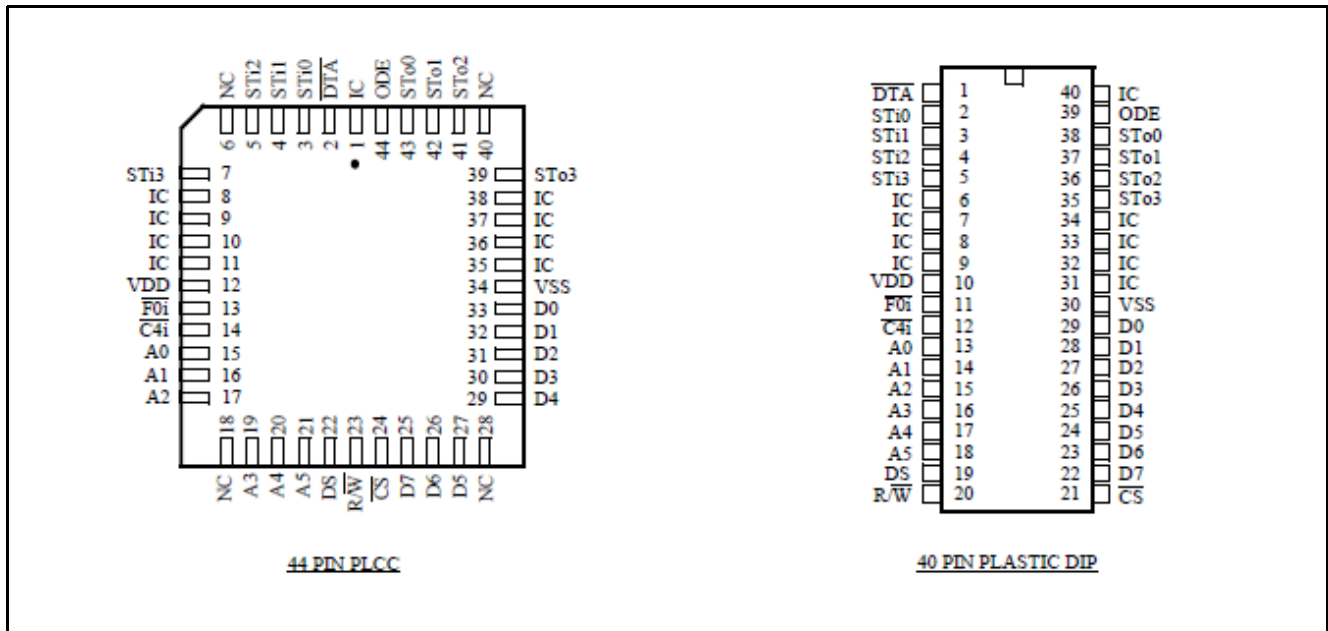 NC
STi2
STi1
STi0
DTA
IC
ODE
STo0
STo1
STo2
NC
6
5
4
3
2
1
44
43
42
41
40
STi3 7
IC 8
IC 9
IC 10
IC 11
VDD 12
F0i 13
C4i 14
A0 15
A1 16
A2 17
39 STo3
38 IC
37 IC
36 IC
35 IC
34 VSS
33 D0
32 D1
31 D2
30 D3
29 D4
18
19
20
21
22
23
24
25
26
27
28
NC
A3
A4
A5
DS
R/W
CS
D7
D6
D5
NC
44 PIN PLCC
DTA 1 40 IC
STi0 2 39 ODE
STi1 3 38 STo0
STi2 4 37 STo1
STi3 5 36 STo2
IC 6 35 STo3
IC 7 34 IC
IC 8 33 IC
IC 9 32 IC
VDD 10 31 IC
F0i 11 30 VSS
C4i 12 29 D0
A0 13 28 D1
A1 14 27 D2
A2 15 26 D3
A3 16 25 D4
A4 17 24 D5
A5 18 23 D6
DS 19 22 D7
R/W 20 21 CS
40 PIN PLASTIC DIP